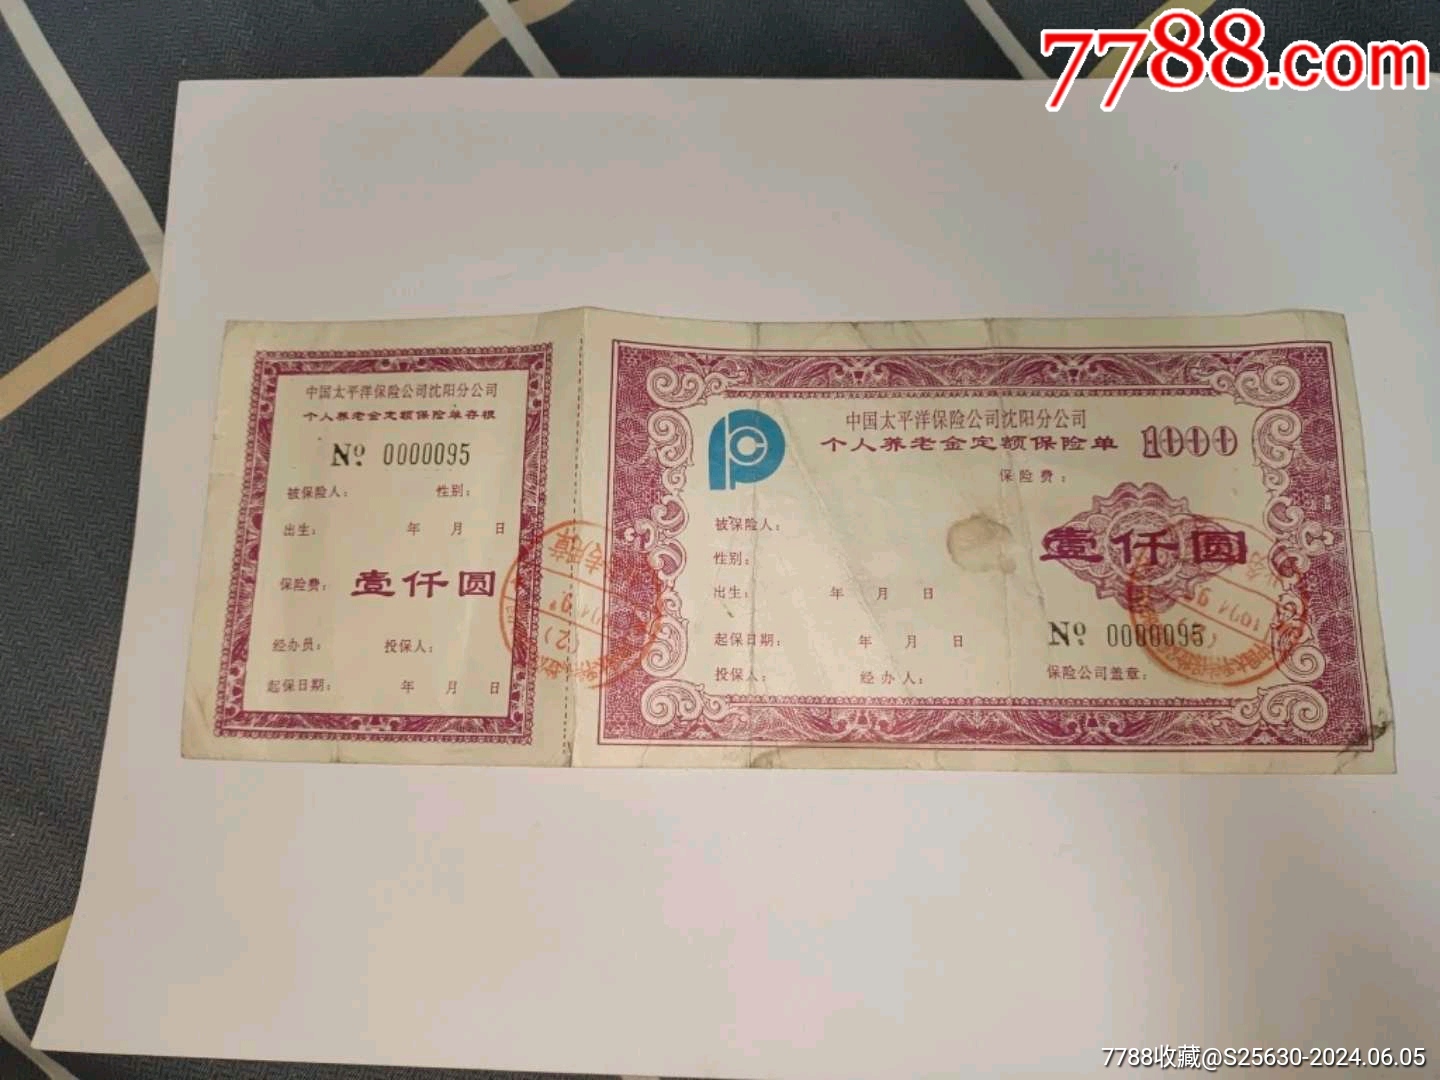 7788.com
中国太平洋保险公司沈阳分公司
个人养老金定额保险单存根
Nº 0000095
被保险人： 性别：
出生： 年 月 日
保险费： 壹仟圆
经办员： 投保人：
起保日期： 年 月 日
中国太平洋保险公司沈阳分公司
个人养老金定额保险单 1000
保险费：
被保险人：
壹仟圆
性别：
出生： 年 月 日
起保日期： 年 月 日
Nº 0000095
投保人： 经办人： 保险公司盖章：
7788收藏@S25630-2024.06.05